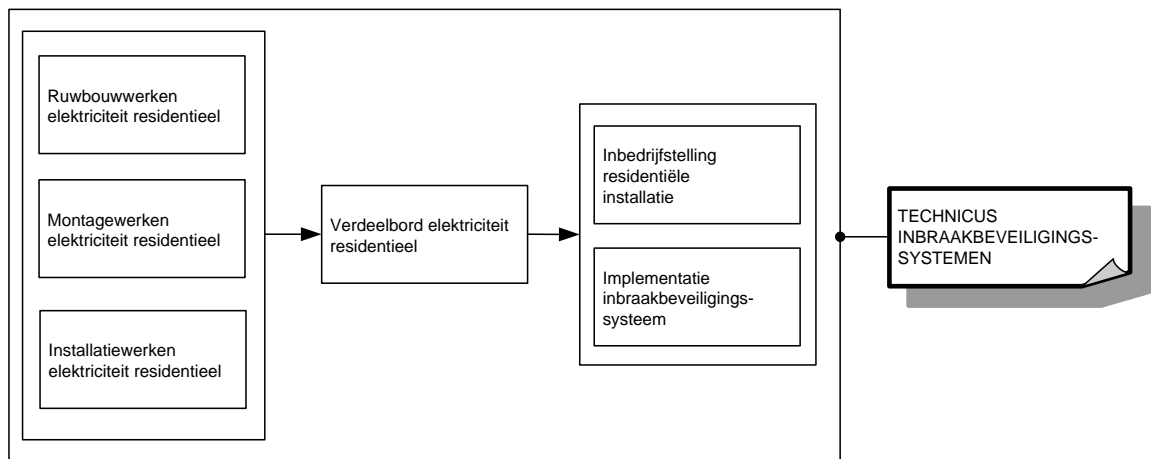 Ruwbouwwerken
elektriciteit residentieel
Montagewerken
elektriciteit residentieel
Installatiewerken
elektriciteit residentieel
Verdeelbord elektriciteit
residentieel
Inbedrijfstelling
residentiële
installatie
Implementatie
inbraakbeveiligings-
systeem
TECHNICUS
INBRAAKBEVEILIGINGS-
SYSTEMEN